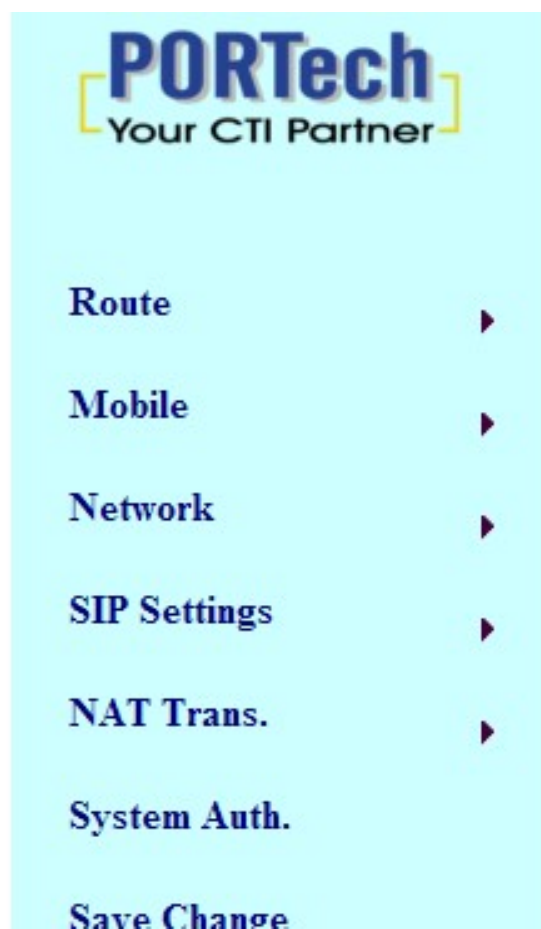 PORTech
Your CTI Partner
Route
Mobile
Network
SIP Settings
NAT Trans.
System Auth.
Save Change